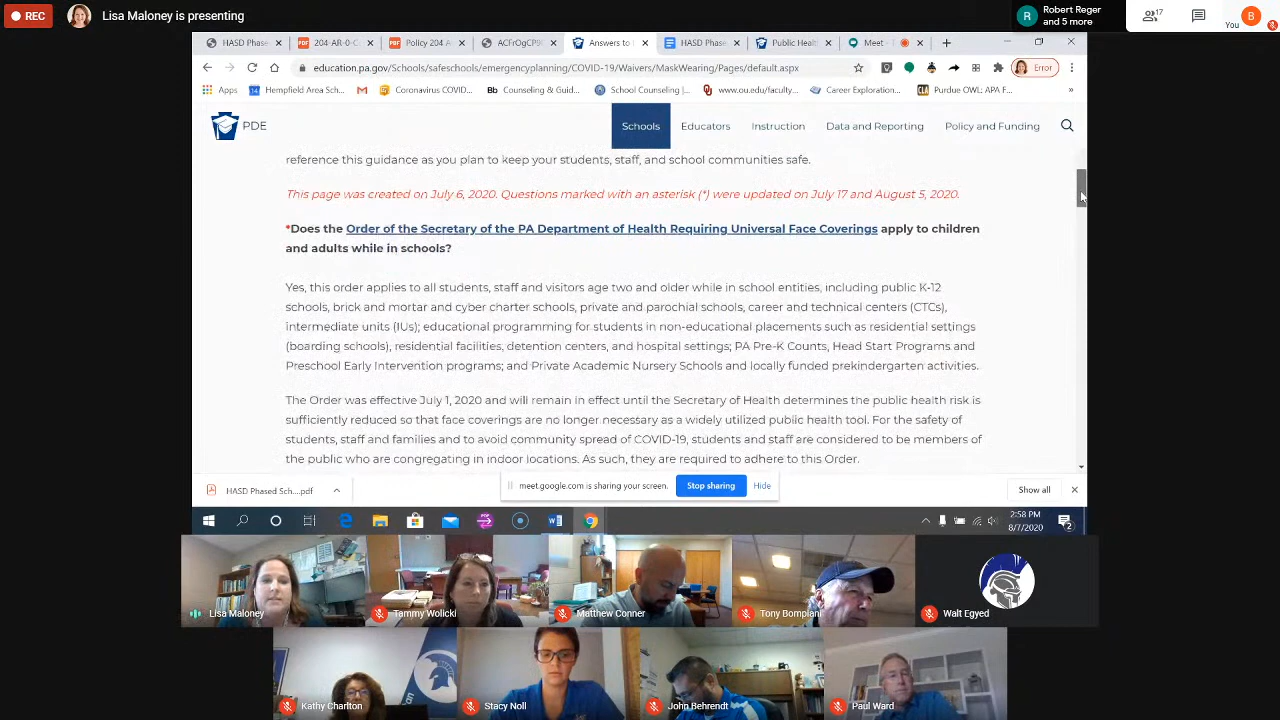 REC
Lisa Maloney is presenting
R
Robert Reger
and 5 more
17
B
You
HASD Phase
204-AR-0 C
Policy 204 A
ACFrOgCP9
Answers to
HASD Phase
Public Healt
Meet -
education.pa.gov/Schools/safeschools/emergencyplanning/COVID-19/Waivers/MaskWearing/Pages/default.aspx
Error
Apps
Hempfield Area Sch...
Coronavirus COVID...
Bb Counseling & Guid...
School Counseling |...
www.ou.edu/faculty...
Career Exploration...
Purdue OWL: APA F...
»
PDE
Schools
Educators
Instruction
Data and Reporting
Policy and Funding
reference this guidance as you plan to keep your students, staff, and school communities safe.
This page was created on July 6, 2020. Questions marked with an asterisk (*) were updated on July 17 and August 5, 2020.
*Does the Order of the Secretary of the PA Department of Health Requiring Universal Face Coverings apply to children
and adults while in schools?
Yes, this order applies to all students, staff and visitors age two and older while in school entities, including public K-12
schools, brick and mortar and cyber charter schools, private and parochial schools, career and technical centers (CTCs),
intermediate units (IUs); educational programming for students in non-educational placements such as residential settings
(boarding schools), residential facilities, detention centers, and hospital settings; PA Pre-K Counts, Head Start Programs and
Preschool Early Intervention programs; and Private Academic Nursery Schools and locally funded prekindergarten activities.
The Order was effective July 1, 2020 and will remain in effect until the Secretary of Health determines the public health risk is
sufficiently reduced so that face coverings are no longer necessary as a widely utilized public health tool. For the safety of
students, staff and families and to avoid community spread of COVID-19, students and staff are considered to be members of
the public who are congregating in indoor locations. As such, they are required to adhere to this Order.
HASD Phased Sch....pdf
meet.google.com is sharing your screen.
Stop sharing
Hide
Show all
2:58 PM
8/7/2020
2
Lisa Maloney
Tammy Wolicki
Matthew Conner
Tony Bompiani
Walt Egyed
Kathy Charlton
Stacy Noll
John Behrendt
Paul Ward